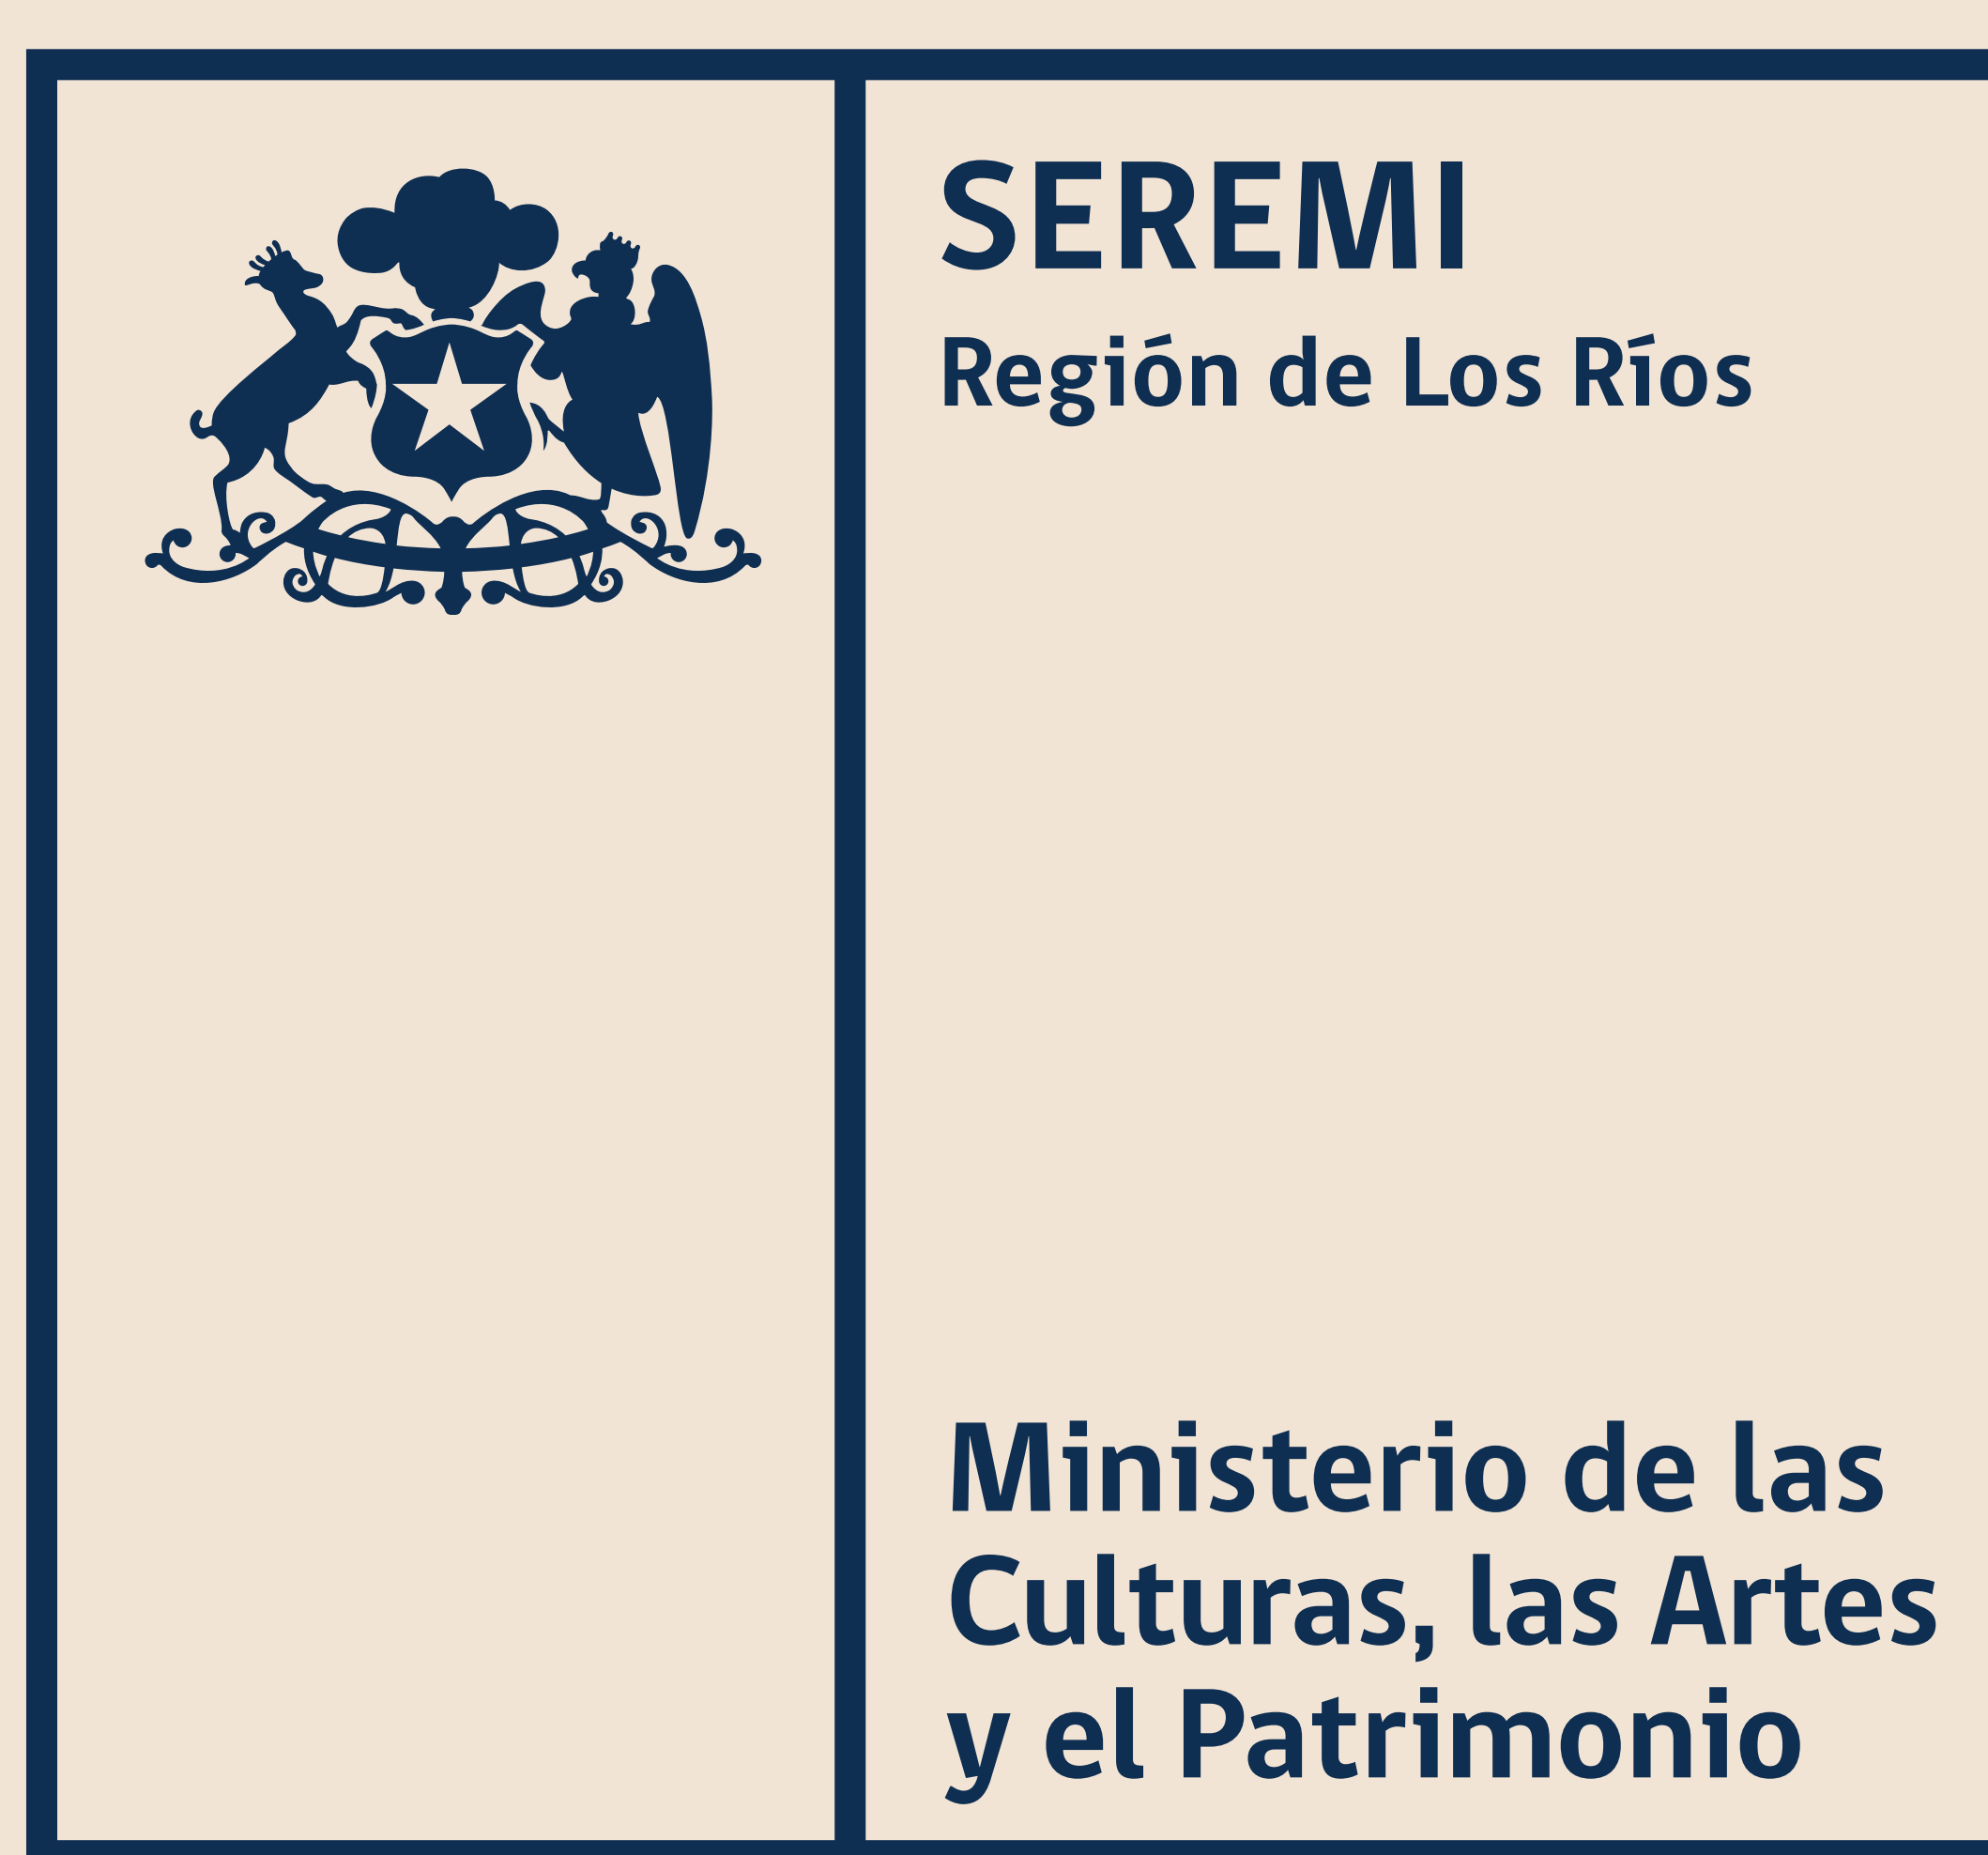 SEREMI
Región de Los Ríos
Ministerio de las
Culturas, las Artes
y el Patrimonio